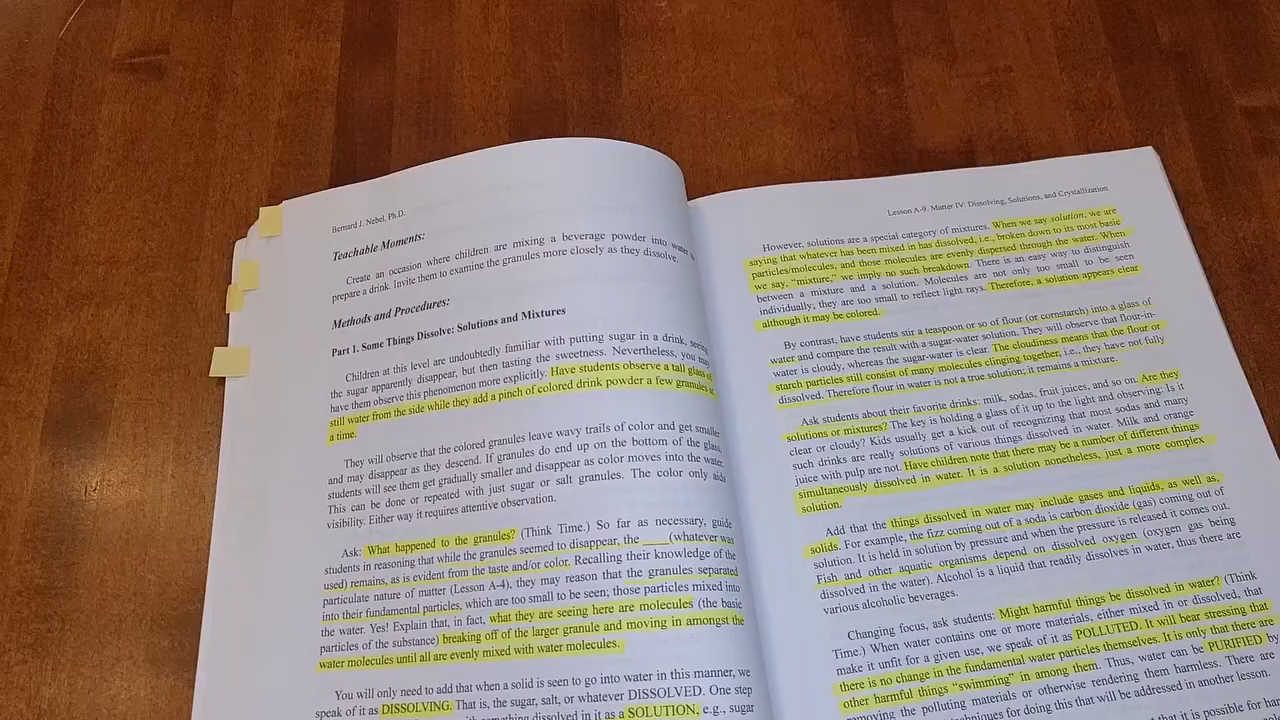 Bernard J. Nebel, Ph.D.
Teachable Moments:
Create an occasion where children are mixing a beverage powder into water to
prepare a drink. Invite them to examine the granules more closely as they dissolve.
Methods and Procedures:
Part 1. Some Things Dissolve: Solutions and Mixtures
Children at this level are undoubtedly familiar with putting sugar in a drink, seeing
the sugar apparently disappear, but then tasting the sweetness. Nevertheless, you may
have them observe this phenomenon more explicitly. Have students observe a tall glass of
still water from the side while they add a pinch of colored drink powder a few granules at
a time.
They will observe that the colored granules leave wavy trails of color and get smaller
and may disappear as they descend. If granules do end up on the bottom of the glass,
students will see them get gradually smaller and disappear as color moves into the water.
This can be done or repeated with just sugar or salt granules. The color only aids
visibility. Either way it requires attentive observation.
Ask: What happened to the granules? (Think Time.) So far as necessary, guide
students in reasoning that while the granules seemed to disappear, the ____(whatever was
used) remains, as is evident from the taste and/or color. Recalling their knowledge of the
particulate nature of matter (Lesson A-4), they may reason that the granules separated
into their fundamental particles, which are too small to be seen; those particles mixed into
the water. Yes! Explain that, in fact, what they are seeing here are molecules (the basic
particles of the substance) breaking off of the larger granule and moving in amongst the
water molecules until all are evenly mixed with water molecules.
You will only need to add that when a solid is seen to go into water in this manner, we
speak of it as DISSOLVING. That is, the sugar, salt, or whatever DISSOLVED. One step
something dissolved in it as a SOLUTION, e.g., sugar
Lesson A-9. Matter IV: Dissolving, Solutions, and Crystallization
However, solutions are a special category of mixtures. When we say solution, we are
saying that whatever has been mixed in has dissolved, i.e., broken down to its most basic
particles/molecules, and those molecules are evenly dispersed through the water. When
we say, "mixture," we imply no such breakdown. There is an easy way to distinguish
between a mixture and a solution. Molecules are not only too small to be seen
individually; they are too small to reflect light rays. Therefore, a solution appears clear
although it may be colored.
By contrast, have students stir a teaspoon or so of flour (or cornstarch) into a glass of
water and compare the result with a sugar-water solution. They will observe that flour-in-
water is cloudy, whereas the sugar-water is clear. The cloudiness means that the flour or
starch particles still consist of many molecules clinging together, i.e., they have not fully
dissolved. Therefore flour in water is not a true solution; it remains a mixture.
Ask students about their favorite drinks: milk, sodas, fruit juices, and so on. Are they
solutions or mixtures? The key is holding a glass of it up to the light and observing: Is it
clear or cloudy? Kids usually get a kick out of recognizing that most sodas and many
such drinks are really solutions of various things dissolved in water. Milk and orange
juice with pulp are not. Have children note that there may be a number of different things
simultaneously dissolved in water. It is a solution nonetheless, just a more complex
solution.
Add that the things dissolved in water may include gases and liquids, as well as,
solids. For example, the fizz coming out of a soda is carbon dioxide (gas) coming out of
solution. It is held in solution by pressure and when the pressure is released it comes out.
Fish and other aquatic organisms depend on dissolved oxygen (oxygen gas being
dissolved in the water). Alcohol is a liquid that readily dissolves in water, thus there are
various alcoholic beverages.
Changing focus, ask students: Might harmful things be dissolved in water? (Think
Time.) When water contains one or more materials, either mixed in or dissolved, that
make it unfit for a given use, we speak of it as POLLUTED. It will bear stressing that
there is no change in the fundamental water particles themselves. It is only that there are
other harmful things "swimming" in among them. Thus, water can be PURIFIED by
removing the polluting materials or otherwise rendering them harmless. There are
techniques for doing this that will be addressed in another lesson.
that it is possible for